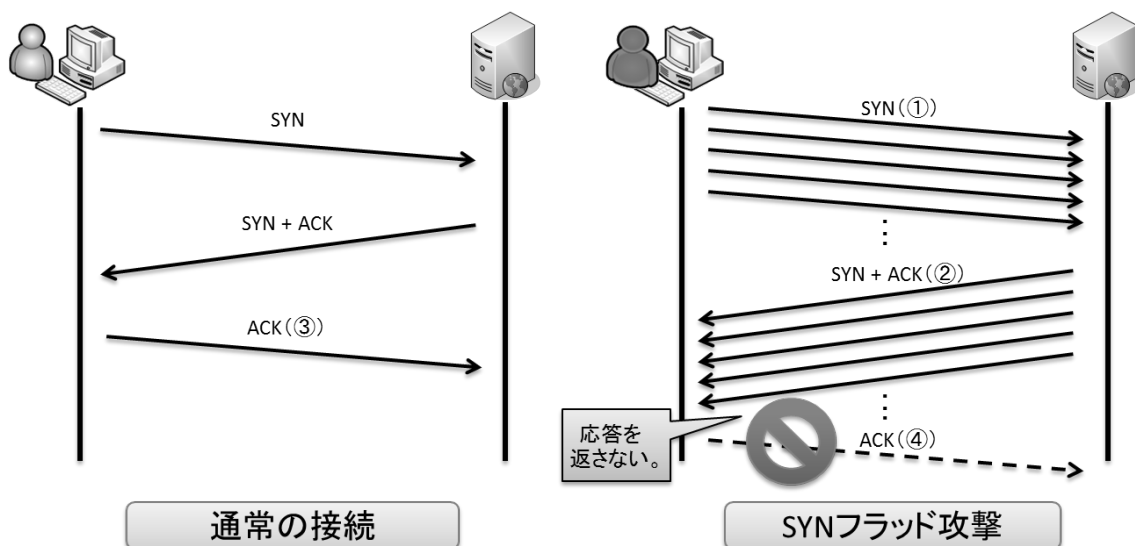 SYN
SYN + ACK
ACK(③)
通常の接続
SYN(①)
SYN + ACK(②)
応答を
返さない。
ACK(④)
SYNフラッド攻撃